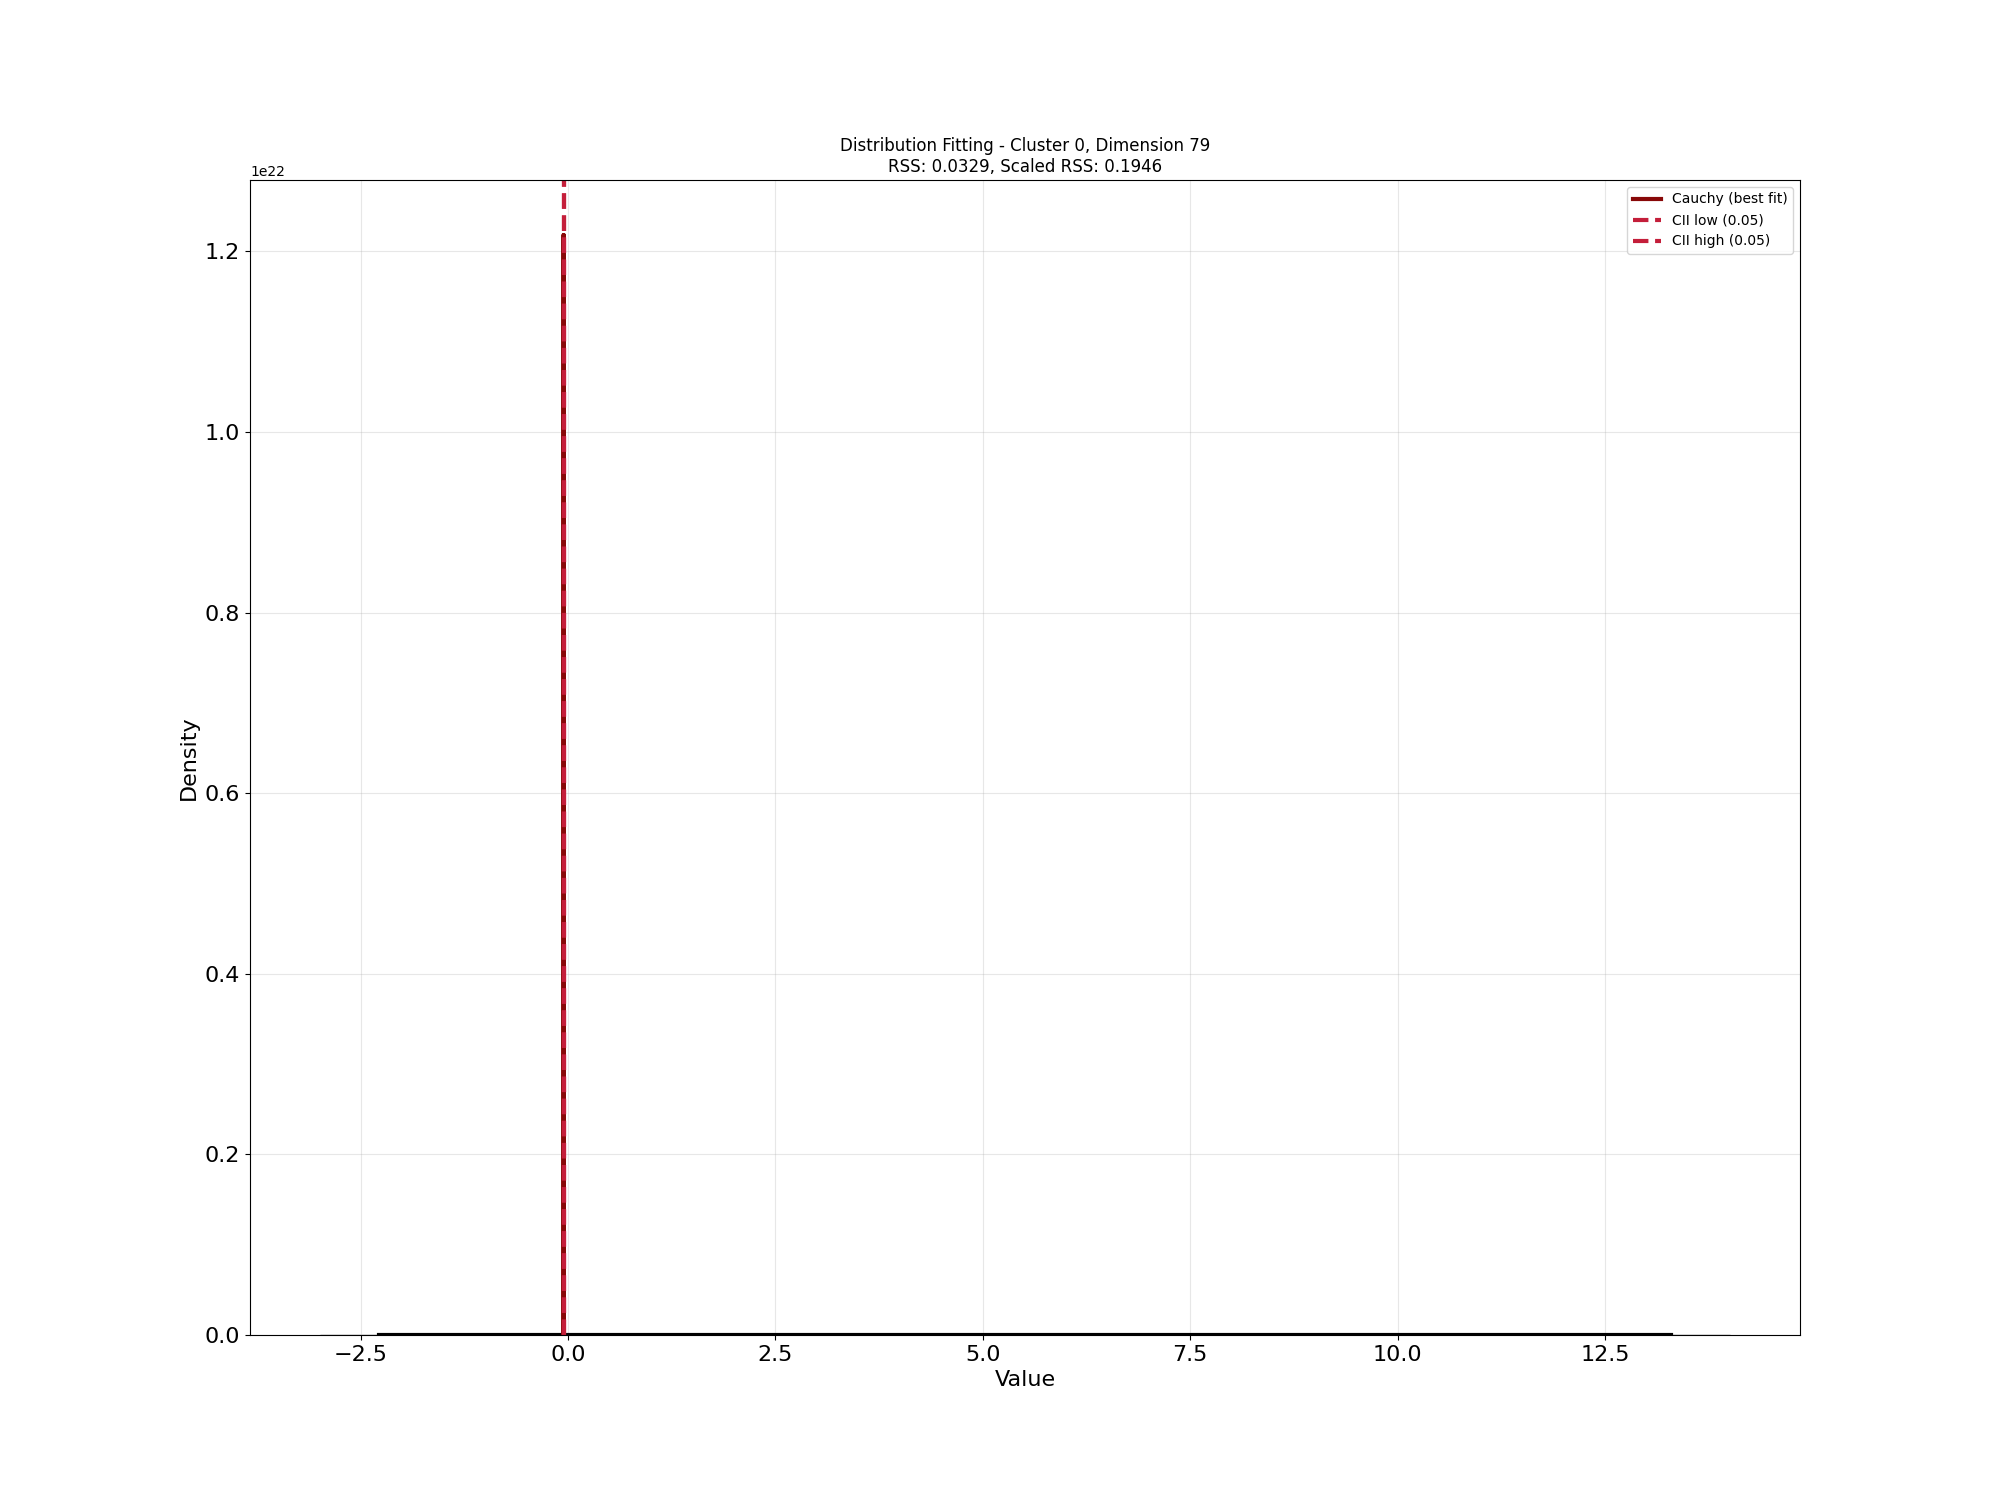 Distribution Fitting - Cluster 0, Dimension 79
RSS: 0.0329, Scaled RSS: 0.1946
1e22
Cauchy (best fit)
CII low (0.05)
CII high (0.05)
1.2
1.0
0.8
0.6
0.4
0.2
0.0
Density
−2.5
0.0
2.5
5.0
7.5
10.0
12.5
Value